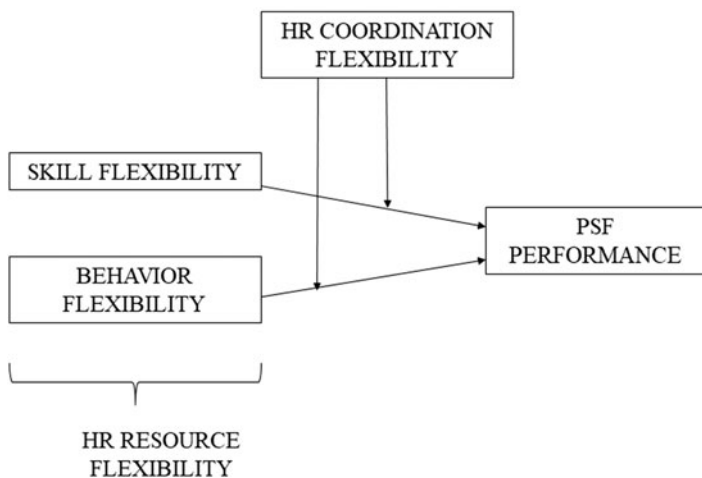 HR COORDINATION
FLEXIBILITY
SKILL FLEXIBILITY
PSF
PERFORMANCE
BEHAVIOR
FLEXIBILITY
HR RESOURCE
FLEXIBILITY